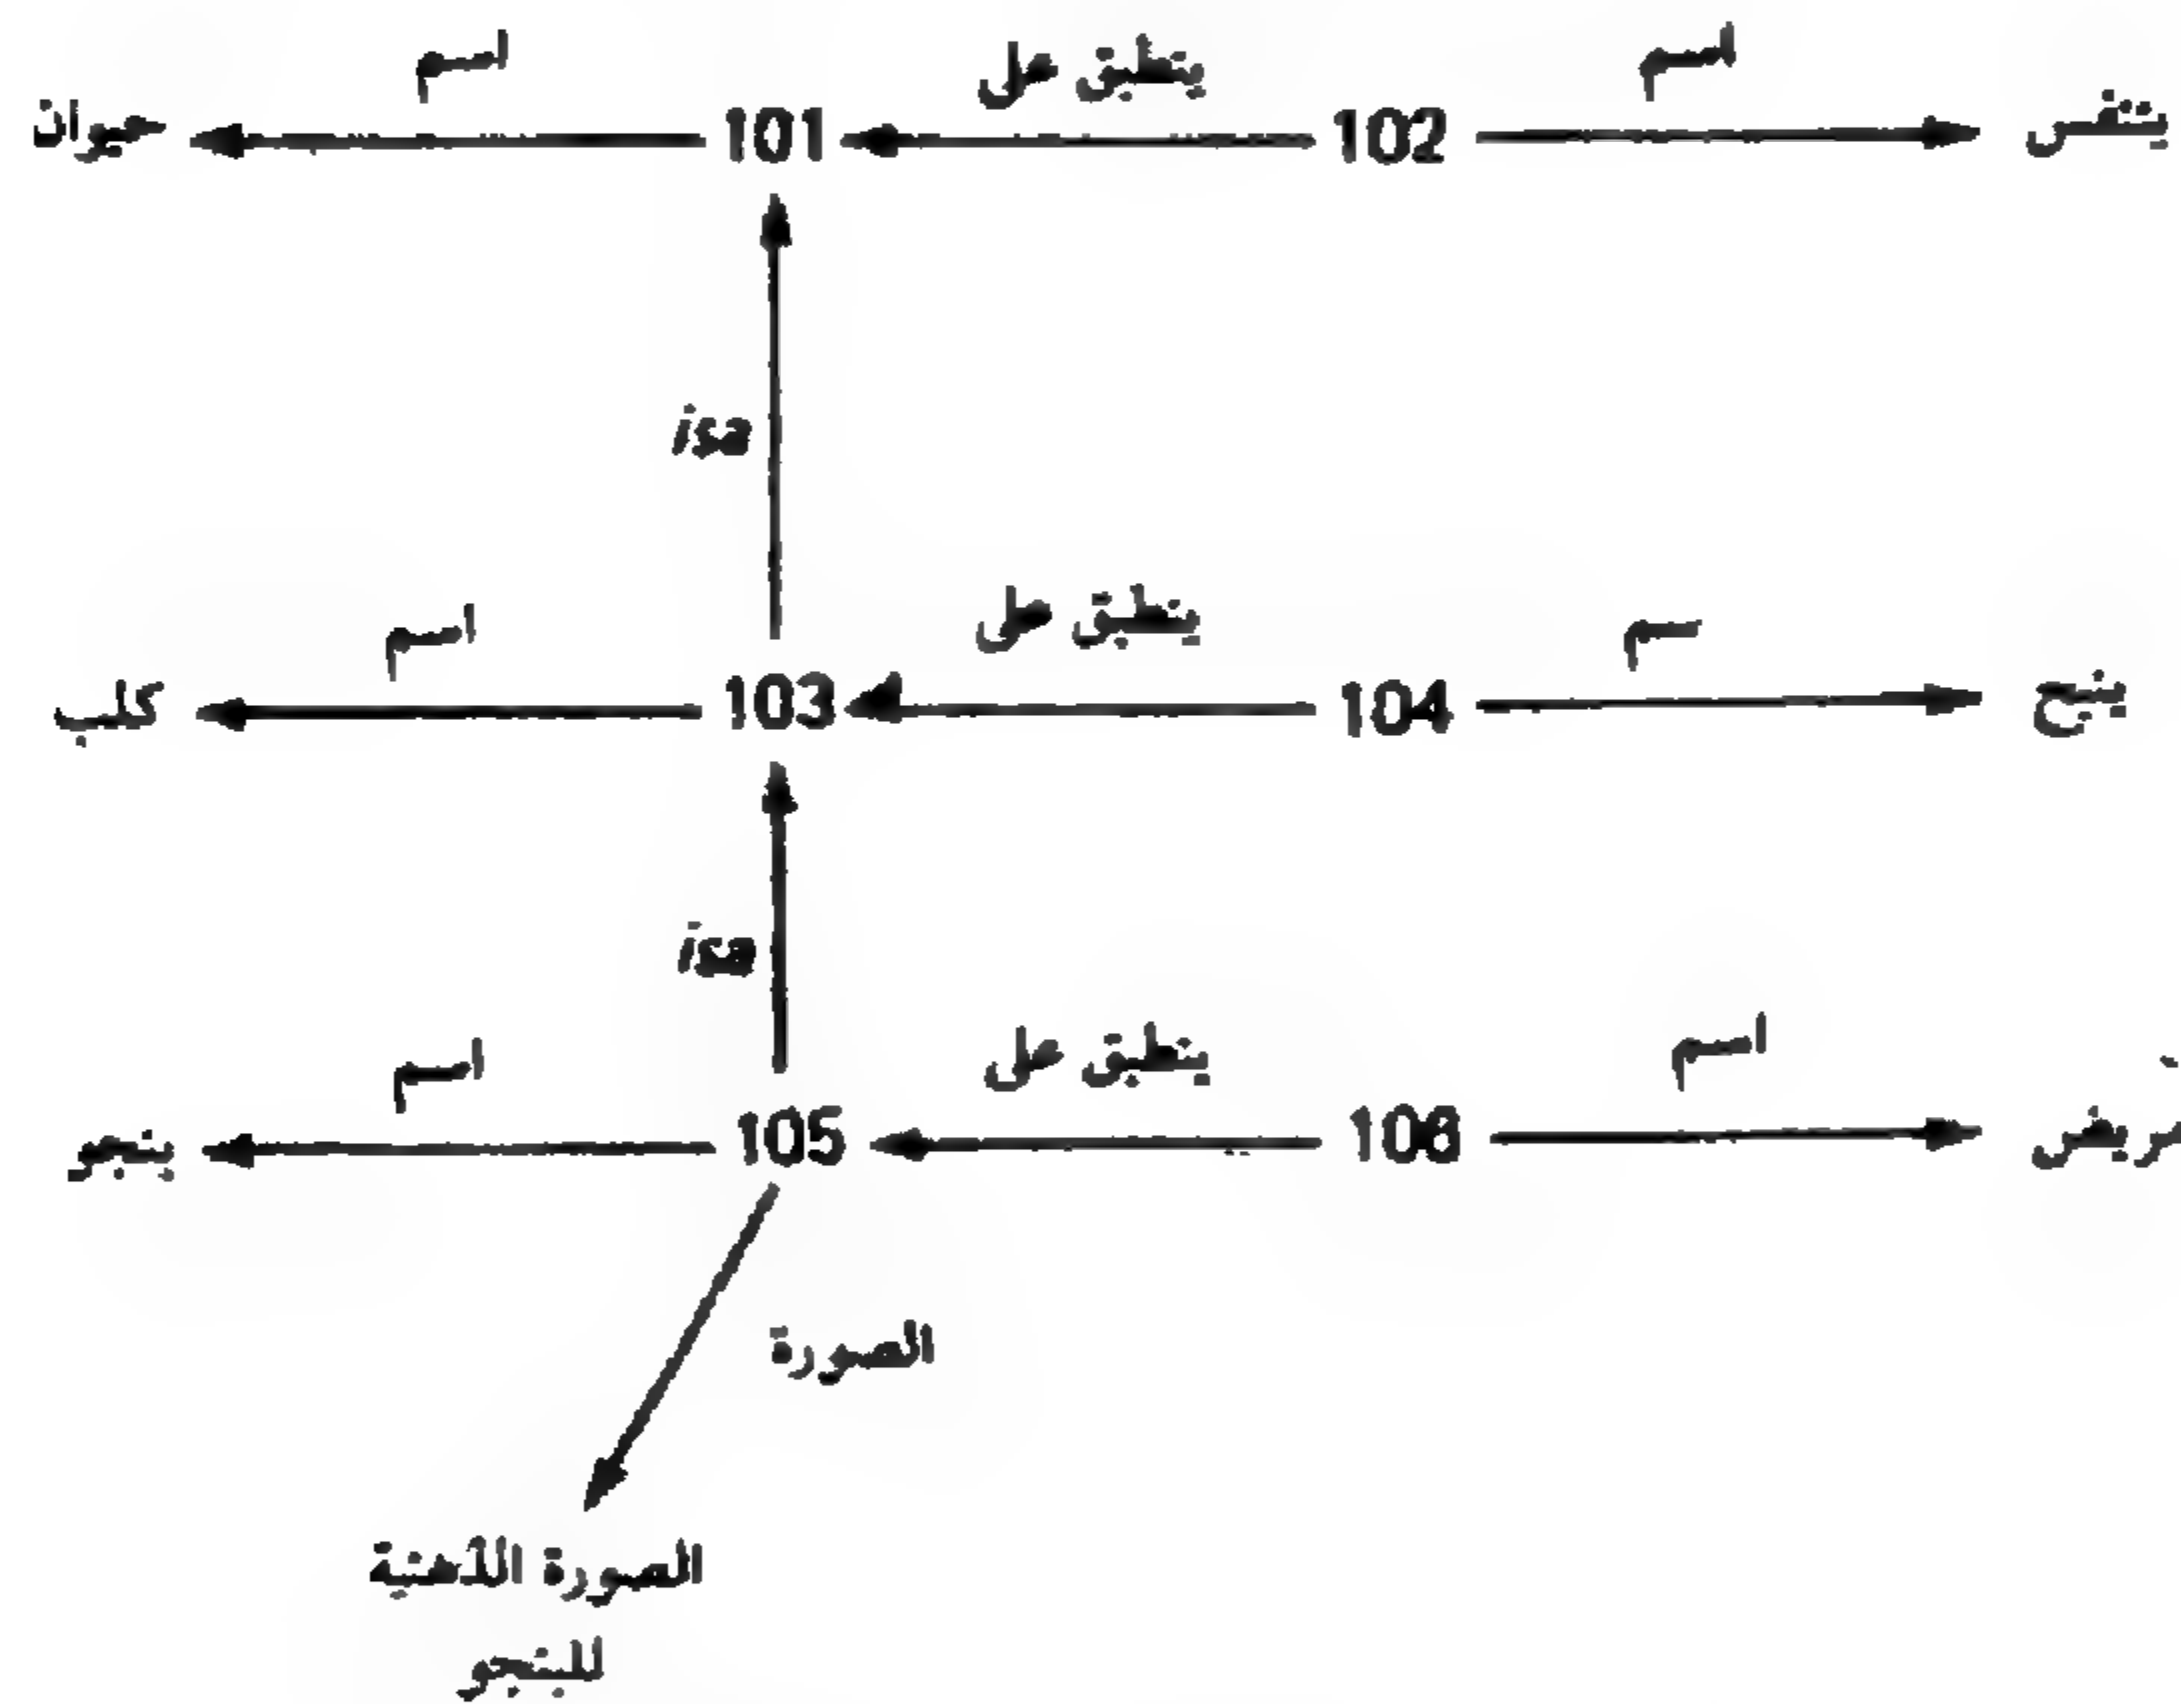 اسم ينطبق على اسم
حيوان 101 102 يتنفس
isa
اسم ينطبق على اسم
كلب 103 104 ينبح
isa
اسم ينطبق على اسم
بنجو 105 106
الصورة
الصورة الذهنية
للبنجو